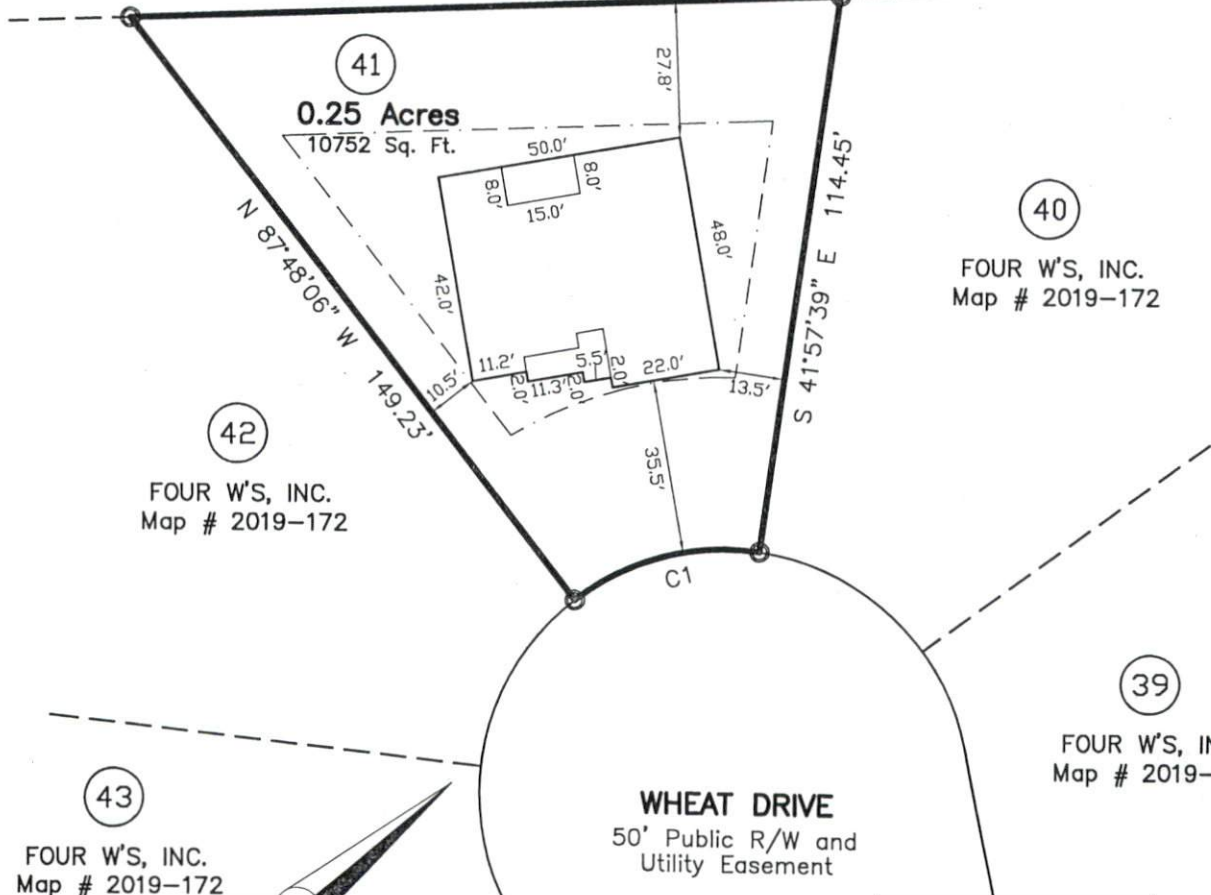 41
0.25 Acres
10752 Sq. Ft.
27.8'
50.0'
8.0'
8.0'
15.0'
42.0'
48.0'
11.2'
2.0'
11.3'
2.0'
5.5'
2.0'
22.0'
10.5'
13.5'
35.5'
N 87°48'06" W 149.23'
S 41°57'39" E 114.45'
C1
40
FOUR W'S, INC.
Map # 2019-172
42
FOUR W'S, INC.
Map # 2019-172
39
FOUR W'S, IN
Map # 2019-
43
FOUR W'S, INC.
Map # 2019-172
WHEAT DRIVE
50' Public R/W and
Utility Easement